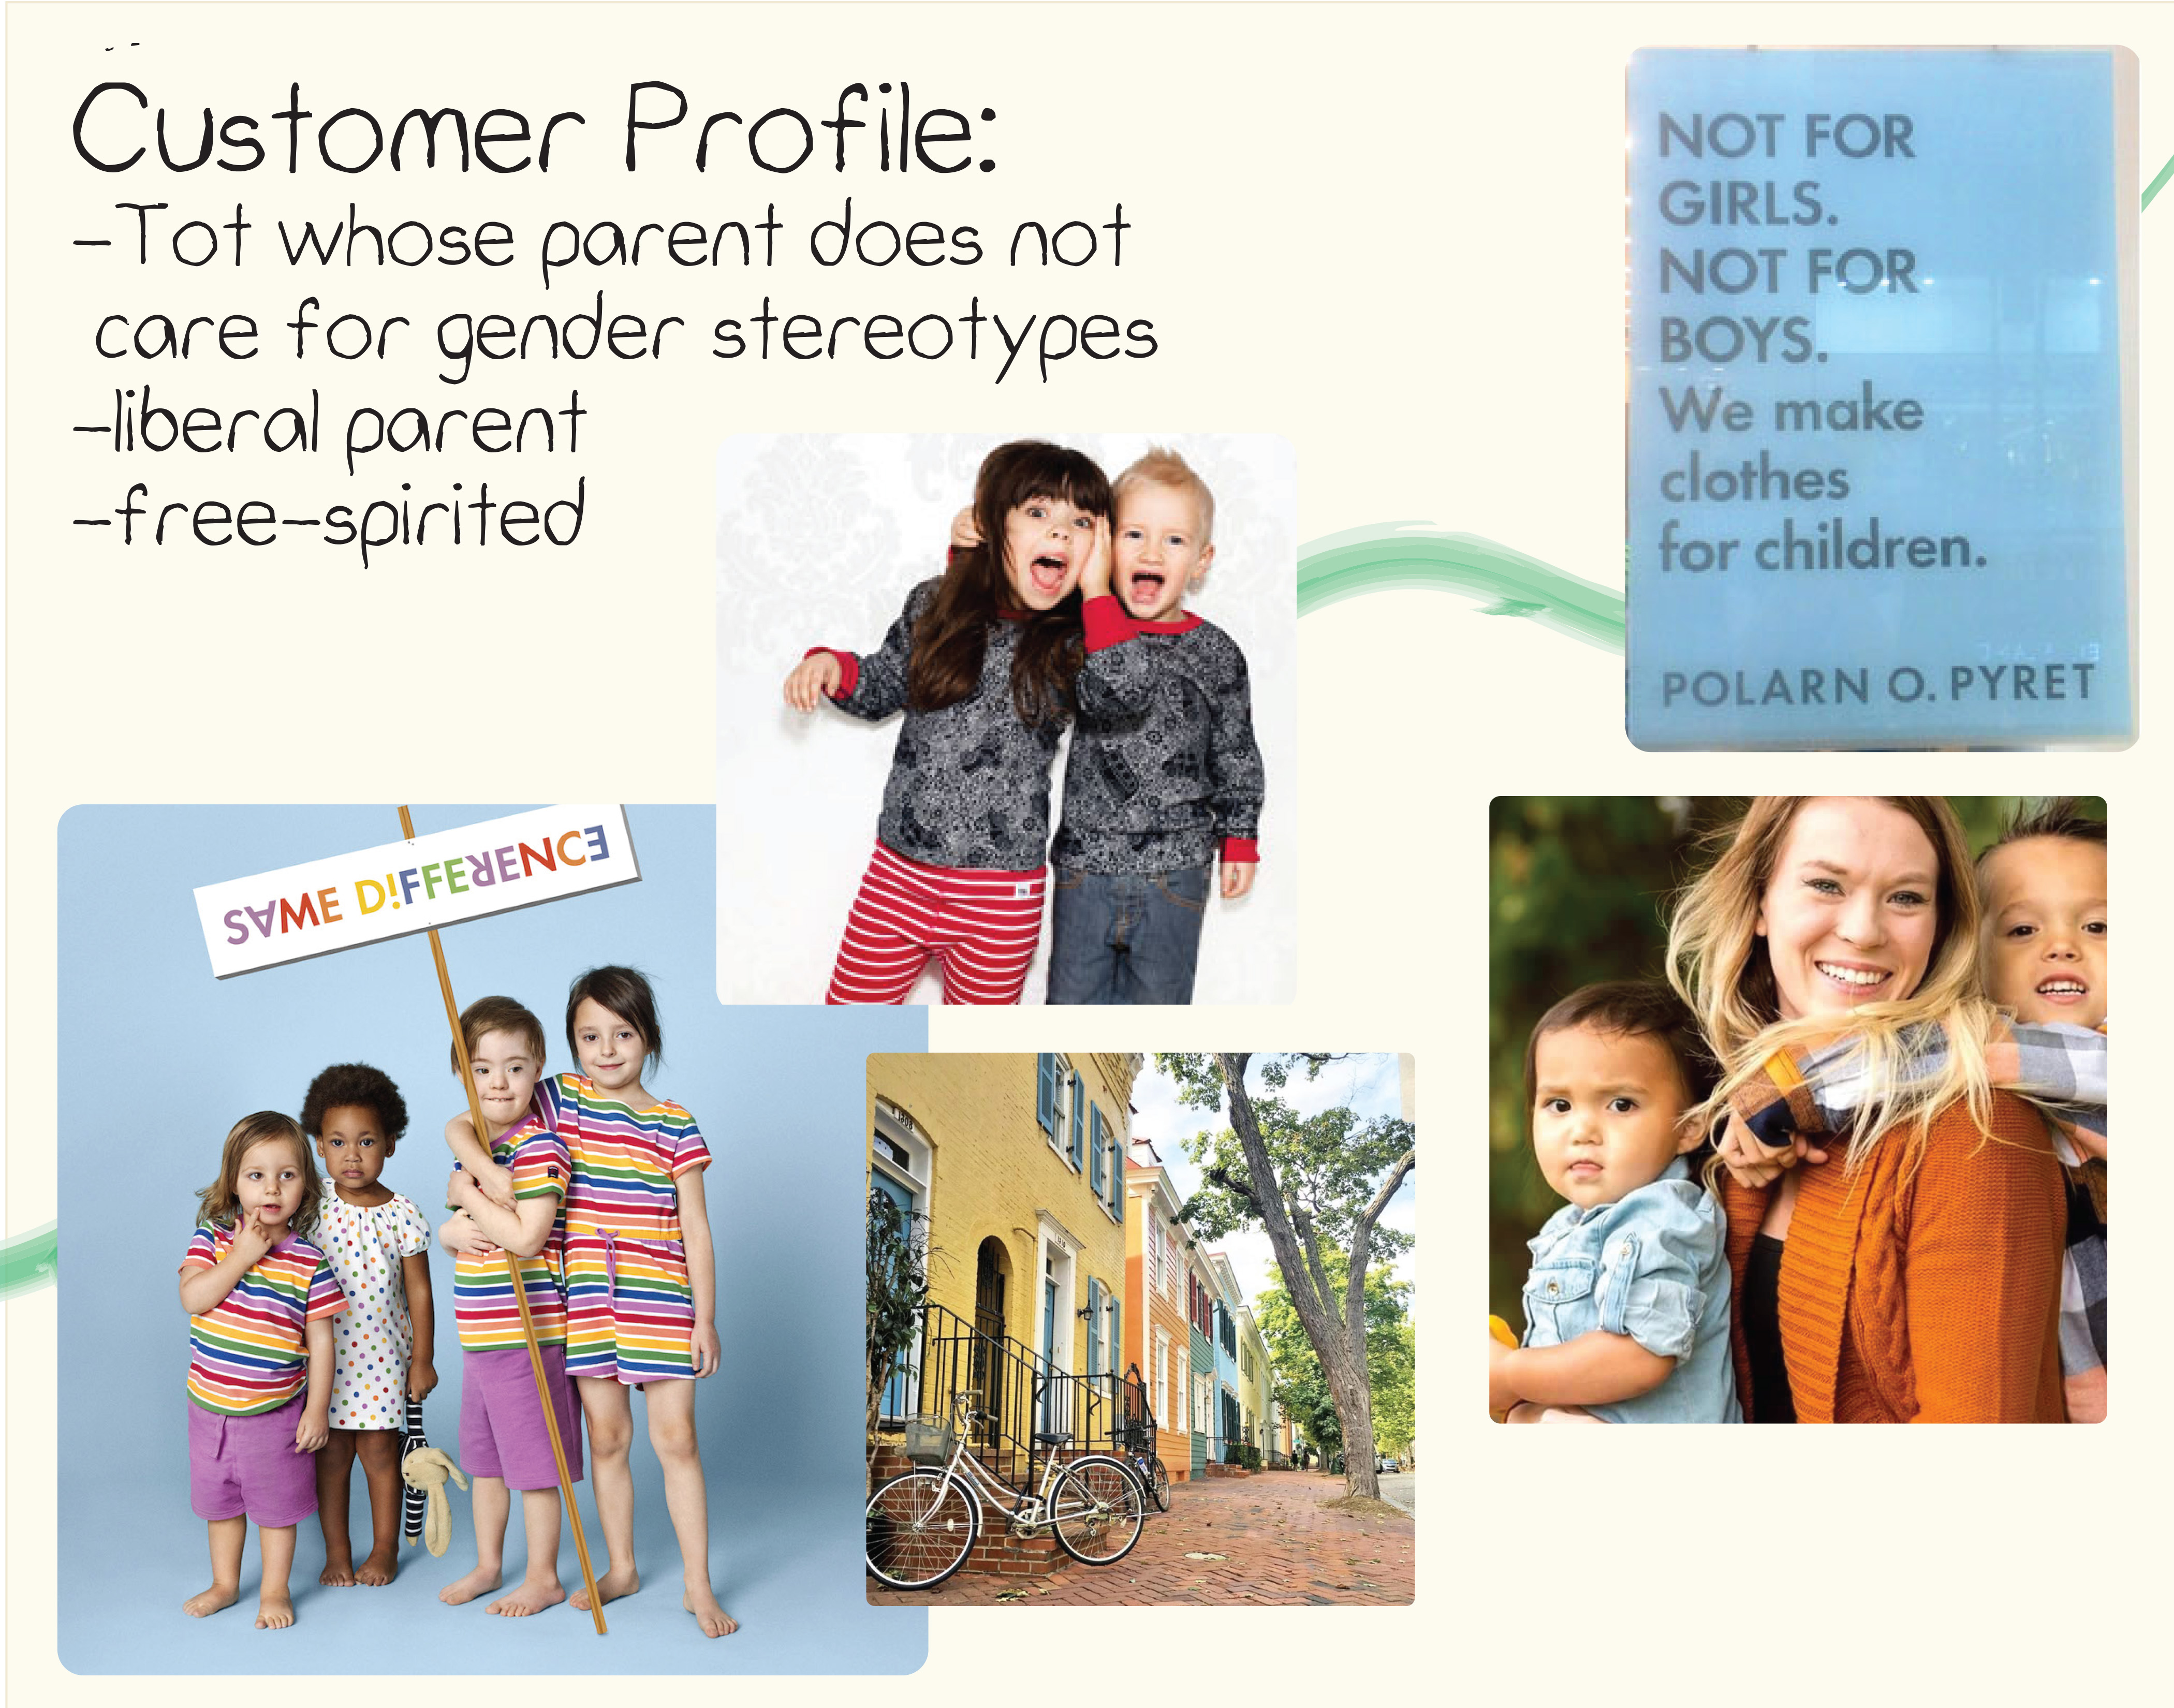 Customer Profile:
-Tot whose parent does not
care for gender stereotypes
-liberal parent
-free-spirited
NOT FOR
GIRLS.
NOT FOR
BOYS.
We make
clothes
for children.
POLARN O. PYRET
SAME DiFFERENCE